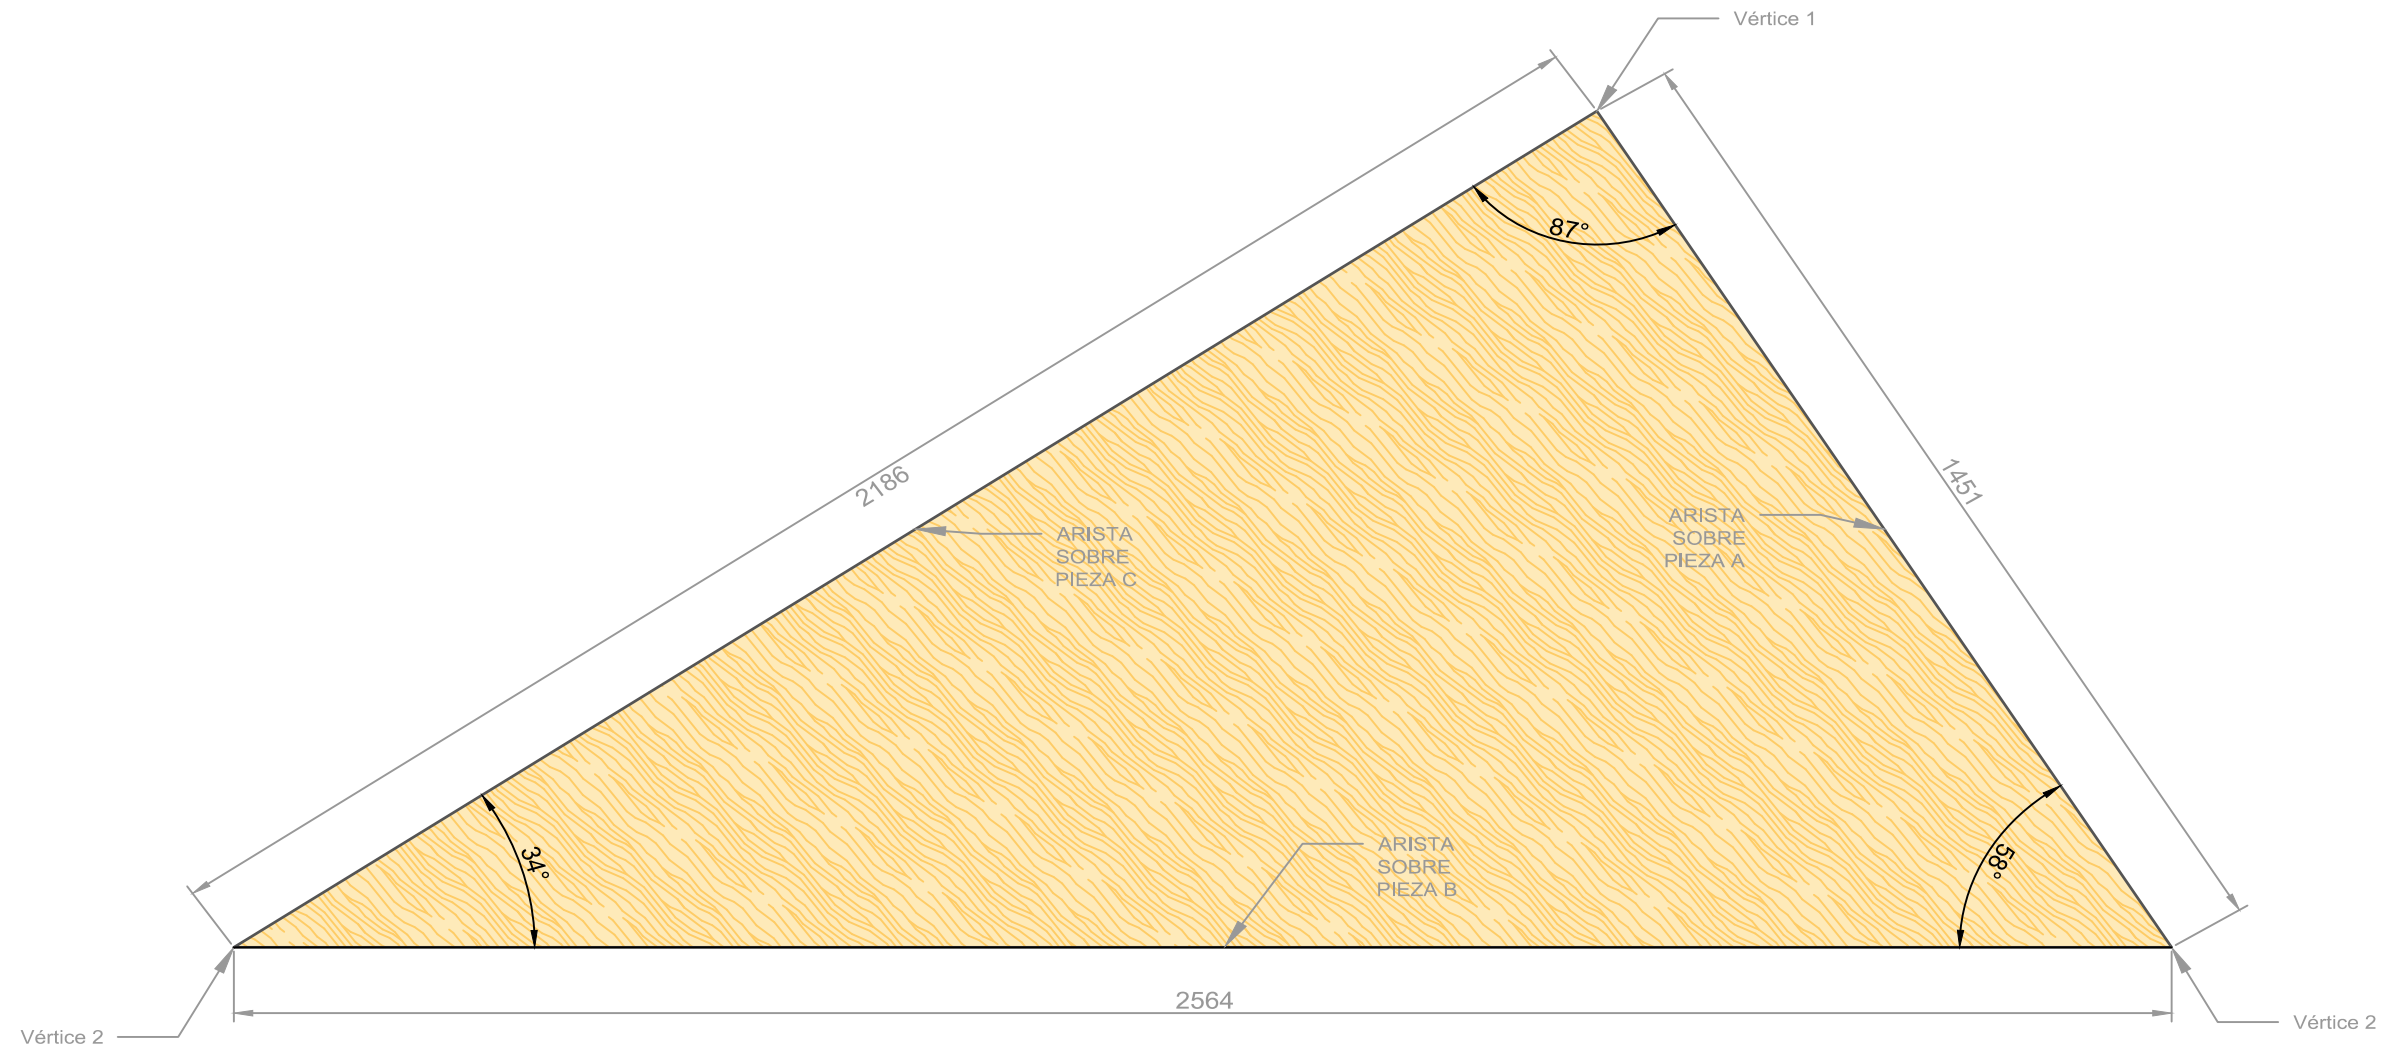 Vértice 1
87°
2186
1451
ARISTA
SOBRE
PIEZA C
ARISTA
SOBRE
PIEZA A
34°
58°
ARISTA
SOBRE
PIEZA B
2564
Vértice 2
Vértice 2